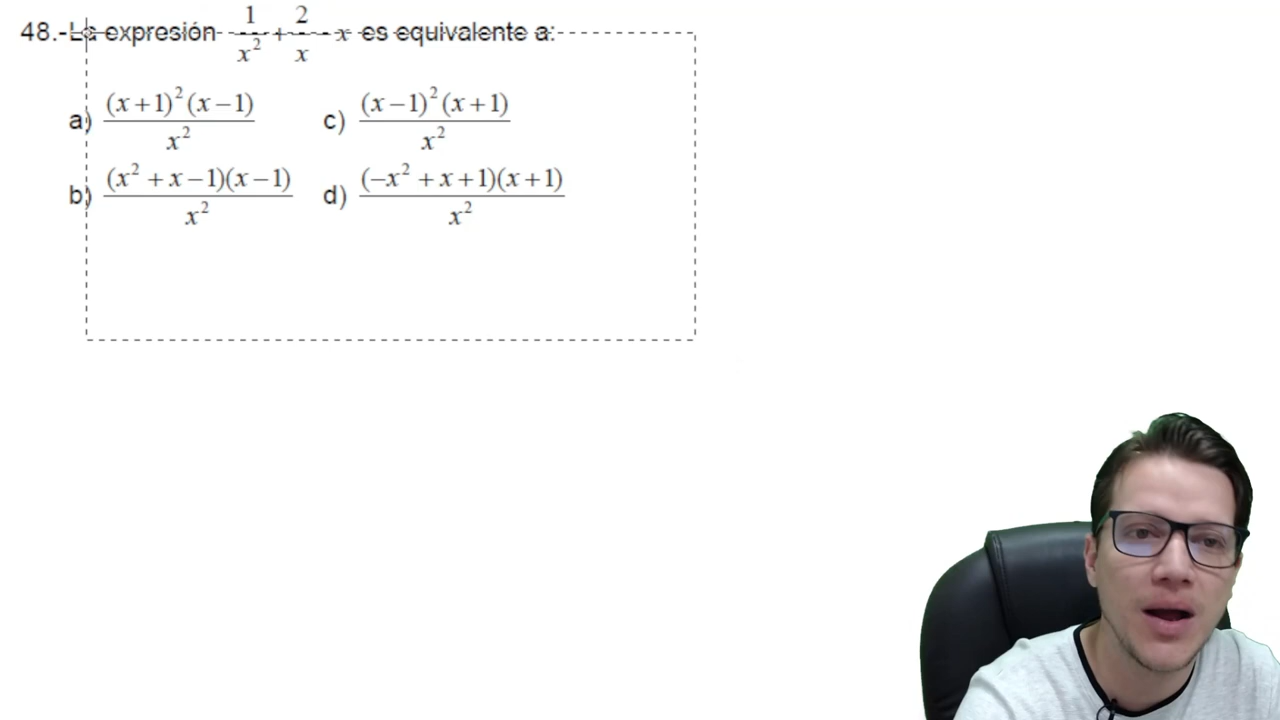 48.-La expresión 1/x² + 2/x - x es equivalente a:
a) (x+1)²(x-1)/x² c) (x-1)²(x+1)/x²
b) (x²+x-1)(x-1)/x² d) (-x²+x+1)(x+1)/x²